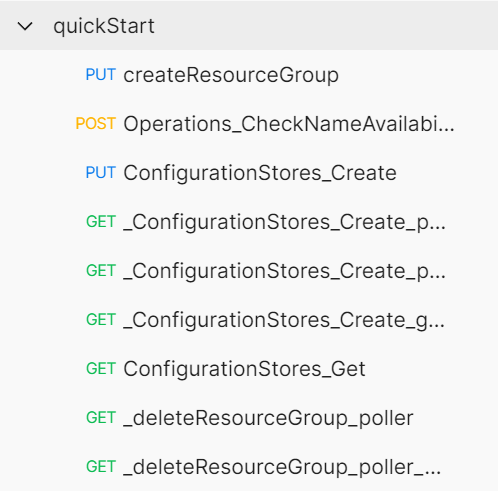 quickStart
PUT createResourceGroup
POST Operations_CheckNameAvailabi...
PUT ConfigurationStores_Create
GET _ConfigurationStores_Create_p...
GET _ConfigurationStores_Create_p...
GET _ConfigurationStores_Create_g...
GET ConfigurationStores_Get
GET _deleteResourceGroup_poller
GET _deleteResourceGroup_poller_...